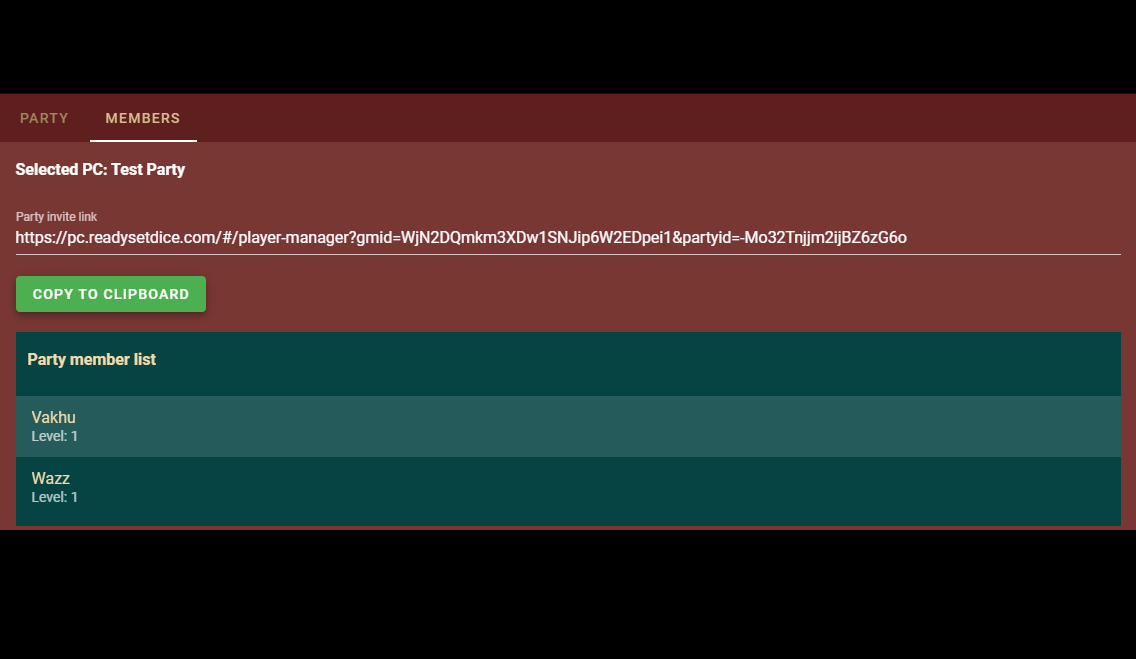 PARTY
MEMBERS
Selected PC: Test Party
Party invite link
https://pc.readysetdice.com/#/player-manager?gmid=WjN2DQmkm3XDw1SNJip6W2EDpei1&partyid=-Mo32Tnjjm2ijBZ6zG6o
COPY TO CLIPBOARD
Party member list
Vakhu
Level: 1
Wazz
Level: 1